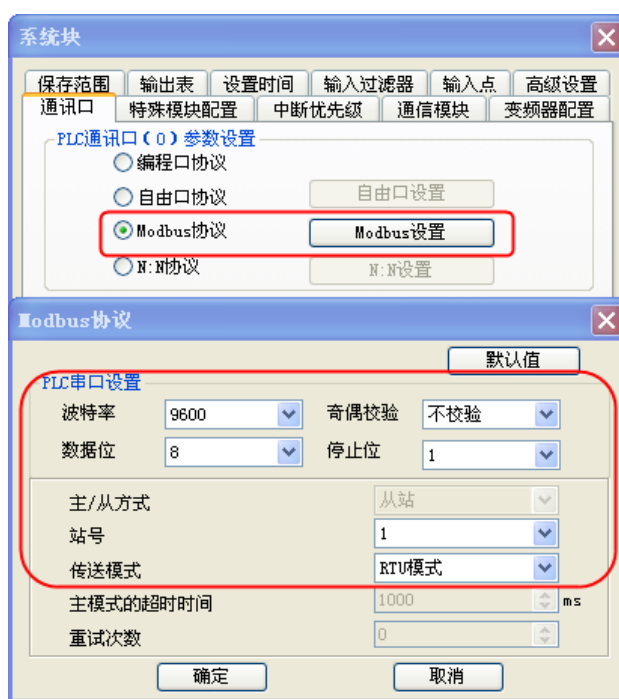 系统块
保存范围 输出表 设置时间 输入过滤器 输入点 高级设置
通讯口 特殊模块配置 中断优先级 通信模块 变频器配置
PLC通讯口(0)参数设置
编程口协议
自由口协议 自由口设置
Modbus协议 Modbus设置
N:N协议 N:N设置
Modbus协议
默认值
PLC串口设置
波特率 9600 奇偶校验 不校验
数据位 8 停止位 1
主/从方式 从站
站号 1
传送模式 RTU模式
主模式的超时时间 1000 ms
重试次数 0
确定 取消